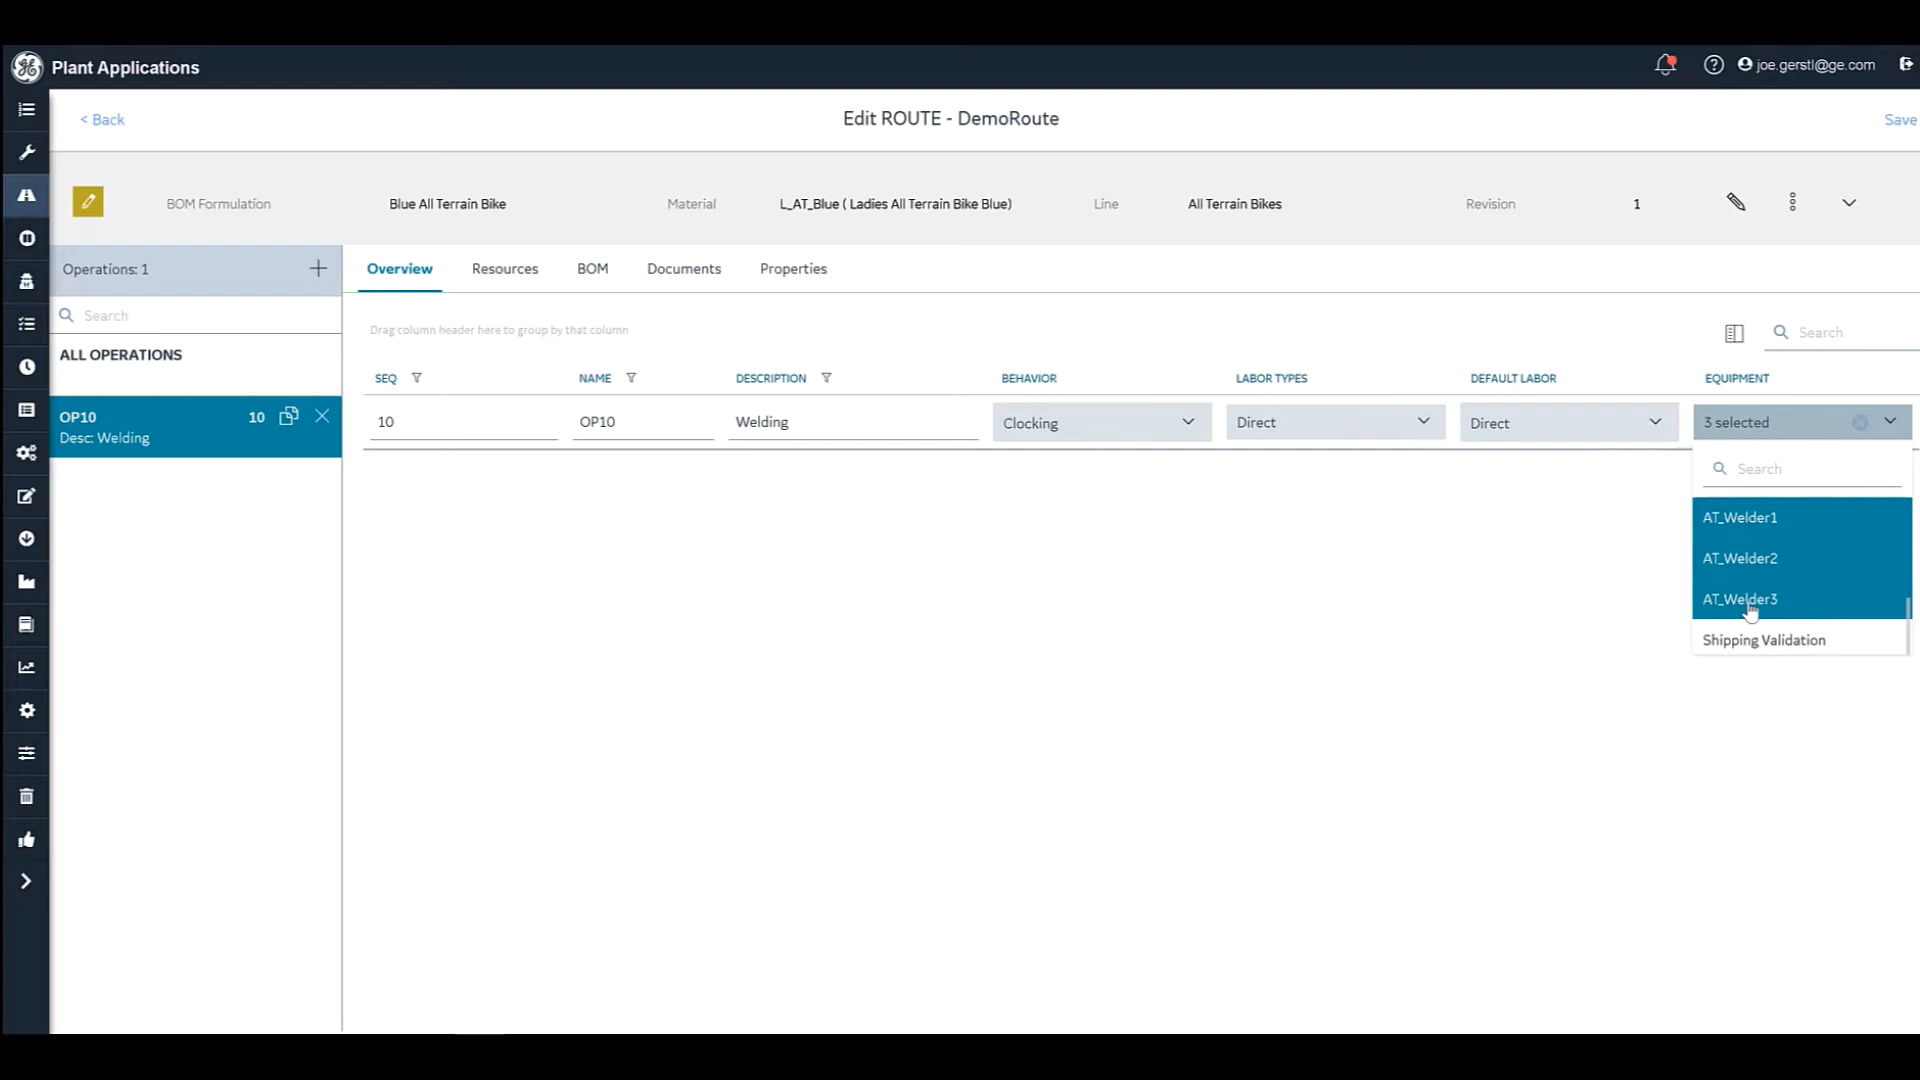 Plant Applications
joe.gerstl@ge.com
< Back
Edit ROUTE - DemoRoute
Save
BOM Formulation Blue All Terrain Bike Material L_AT_Blue ( Ladies All Terrain Bike Blue) Line All Terrain Bikes Revision 1
Operations: 1
Overview Resources BOM Documents Properties
Search
Drag column header here to group by that column
Search
ALL OPERATIONS
SEQ NAME DESCRIPTION BEHAVIOR LABOR TYPES DEFAULT LABOR EQUIPMENT
OP10 10
Desc: Welding
10 OP10 Welding Clocking Direct Direct 3 selected
Search
AT_Welder1
AT_Welder2
AT_Welder3
Shipping Validation